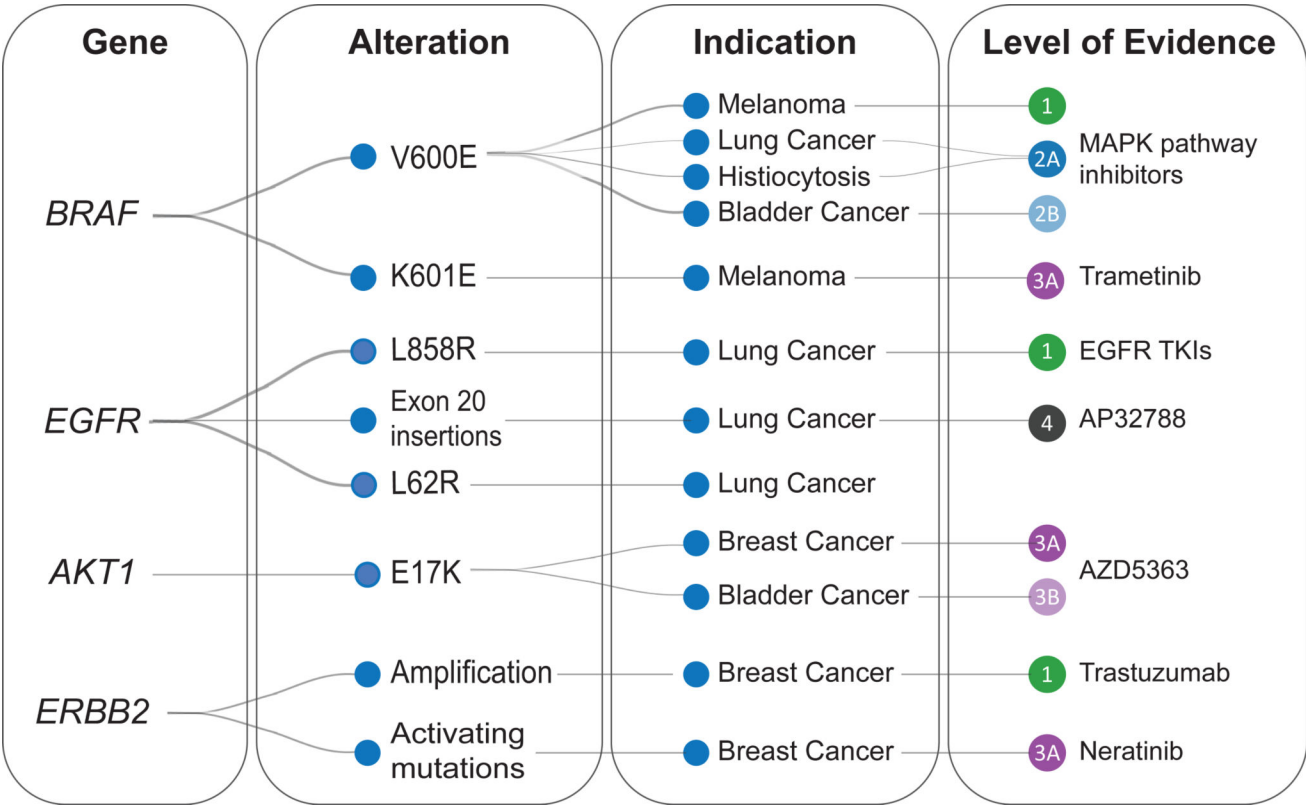 Gene
Alteration
Indication
Level of Evidence
BRAF
V600E
Melanoma
1
Lung Cancer
Histiocytosis
2A
MAPK pathway
inhibitors
Bladder Cancer
2B
K601E
Melanoma
3A
Trametinib
EGFR
L858R
Lung Cancer
1
EGFR TKIs
Exon 20
insertions
Lung Cancer
4
AP32788
L62R
Lung Cancer
AKT1
E17K
Breast Cancer
3A
Bladder Cancer
3B
AZD5363
ERBB2
Amplification
Breast Cancer
1
Trastuzumab
Activating
mutations
Breast Cancer
3A
Neratinib